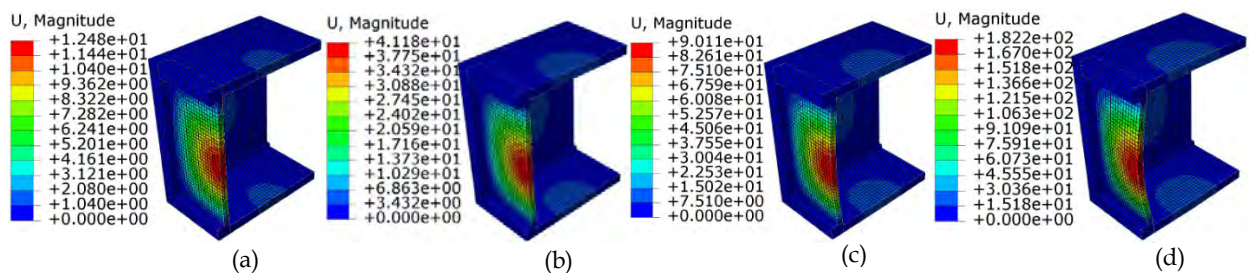 U, Magnitude
+1.248e+01
+1.144e+01
+1.040e+01
+9.362e+00
+8.322e+00
+7.282e+00
+6.241e+00
+5.201e+00
+4.161e+00
+3.121e+00
+2.080e+00
+1.040e+00
+0.000e+00
(a)
U, Magnitude
+4.118e+01
+3.775e+01
+3.432e+01
+3.088e+01
+2.745e+01
+2.402e+01
+2.059e+01
+1.716e+01
+1.373e+01
+1.029e+01
+6.863e+00
+3.432e+00
+0.000e+00
(b)
U, Magnitude
+9.011e+01
+8.261e+01
+7.510e+01
+6.759e+01
+6.008e+01
+5.257e+01
+4.506e+01
+3.755e+01
+3.004e+01
+2.253e+01
+1.502e+01
+7.510e+00
+0.000e+00
(c)
U, Magnitude
+1.822e+02
+1.670e+02
+1.518e+02
+1.366e+02
+1.215e+02
+1.063e+02
+9.109e+01
+7.591e+01
+6.073e+01
+4.555e+01
+3.036e+01
+1.518e+01
+0.000e+00
(d)